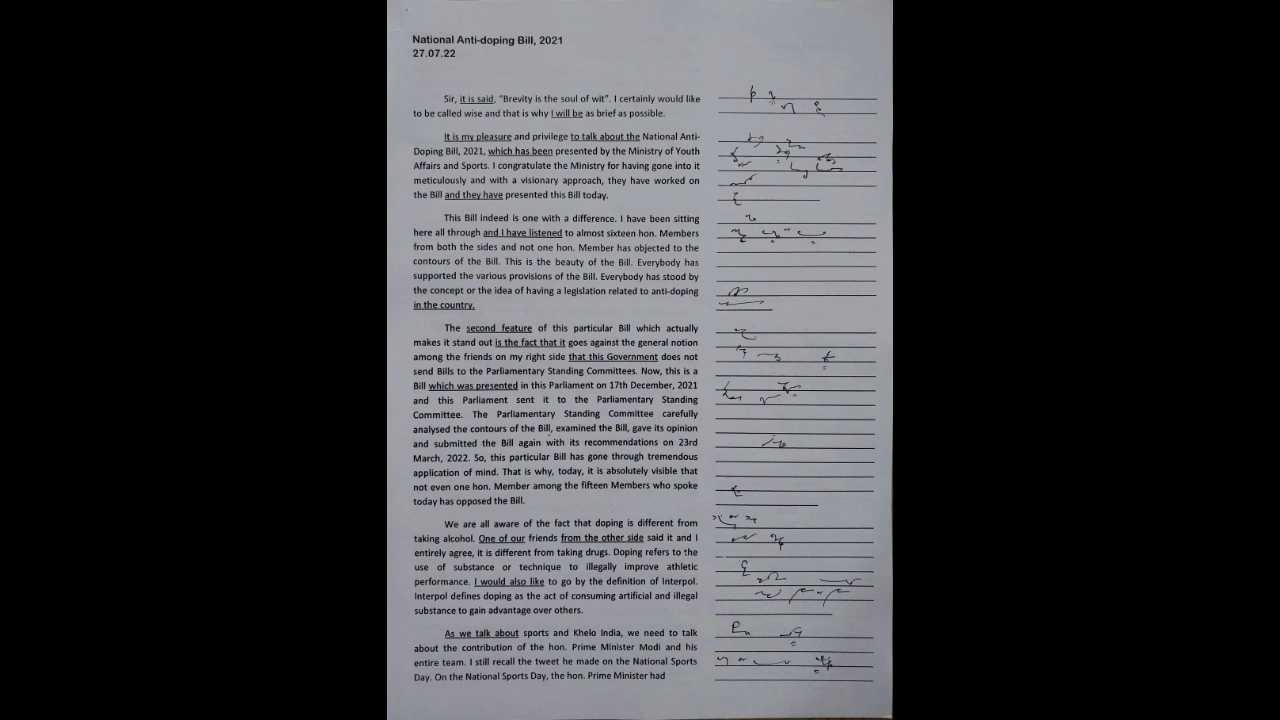 National Anti-doping Bill, 2021
27.07.22
Sir, it is said, “Brevity is the soul of wit”. I certainly would like
to be called wise and that is why I will be as brief as possible.
It is my pleasure and privilege to talk about the National Anti-
Doping Bill, 2021, which has been presented by the Ministry of Youth
Affairs and Sports. I congratulate the Ministry for having gone into it
meticulously and with a visionary approach, they have worked on
the Bill and they have presented this Bill today.
This Bill indeed is one with a difference. I have been sitting
here all through and I have listened to almost sixteen hon. Members
from both the sides and not one hon. Member has objected to the
contours of the Bill. This is the beauty of the Bill. Everybody has
supported the various provisions of the Bill. Everybody has stood by
the concept or the idea of having a legislation related to anti-doping
in the country.
The second feature of this particular Bill which actually
makes it stand out is the fact that it goes against the general notion
among the friends on my right side that this Government does not
send Bills to the Parliamentary Standing Committees. Now, this is a
Bill which was presented in this Parliament on 17th December, 2021
and this Parliament sent it to the Parliamentary Standing
Committee. The Parliamentary Standing Committee carefully
analysed the contours of the Bill, examined the Bill, gave its opinion
and submitted the Bill again with its recommendations on 23rd
March, 2022. So, this particular Bill has gone through tremendous
application of mind. That is why, today, it is absolutely visible that
not even one hon. Member among the fifteen Members who spoke
today has opposed the Bill.
We are all aware of the fact that doping is different from
taking alcohol. One of our friends from the other side said it and I
entirely agree, it is different from taking drugs. Doping refers to the
use of substance or technique to illegally improve athletic
performance. I would also like to go by the definition of Interpol.
Interpol defines doping as the act of consuming artificial and illegal
substance to gain advantage over others.
As we talk about sports and Khelo India, we need to talk
about the contribution of the hon. Prime Minister Modi and his
entire team. I still recall the tweet he made on the National Sports
Day. On the National Sports Day, the hon. Prime Minister had